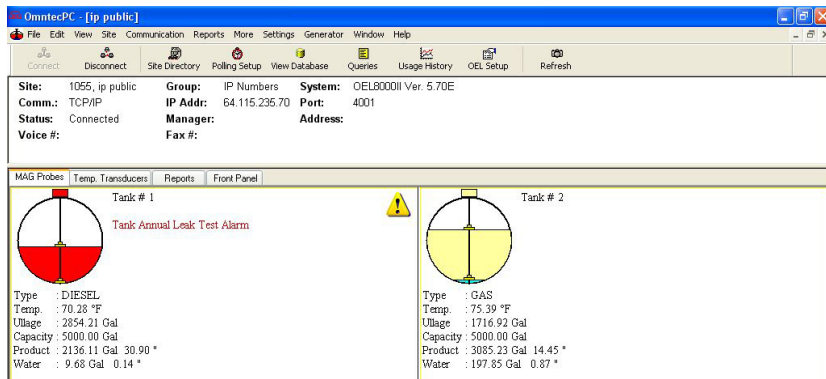 OmntecPC - [ip public]
File Edit View Site Communication Reports More Settings Generator Window Help
Connect Disconnect Site Directory Polling Setup View Database Queries Usage History OEL Setup Refresh
Site: 1055, ip public Group: IP Numbers System: OEL8000II Ver. 5.70E
Comm.: TCP/IP IP Addr: 64.115.235.70 Port: 4001
Status: Connected Manager: Address:
Voice #: Fax #:
MAG Probes Temp. Transducers Reports Front Panel
Tank # 1
Tank Annual Leak Test Alarm
Type : DIESEL
Temp. : 70.28 °F
Ullage : 2854.21 Gal
Capacity : 5000.00 Gal
Product : 2136.11 Gal 30.90 "
Water : 9.68 Gal 0.14 "
Tank # 2
Type : GAS
Temp. : 75.39 °F
Ullage : 1716.92 Gal
Capacity : 5000.00 Gal
Product : 3085.23 Gal 14.45 "
Water : 197.85 Gal 0.87 "